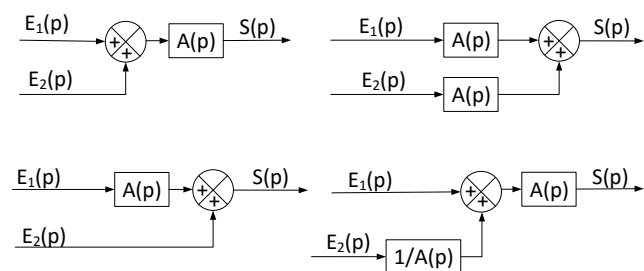 E₁(p) + + A(p) S(p)
E₂(p)
E₁(p) A(p) + + S(p)
E₂(p) A(p)
E₁(p) A(p) + + S(p)
E₂(p)
E₁(p) + + A(p) S(p)
E₂(p) 1/A(p)